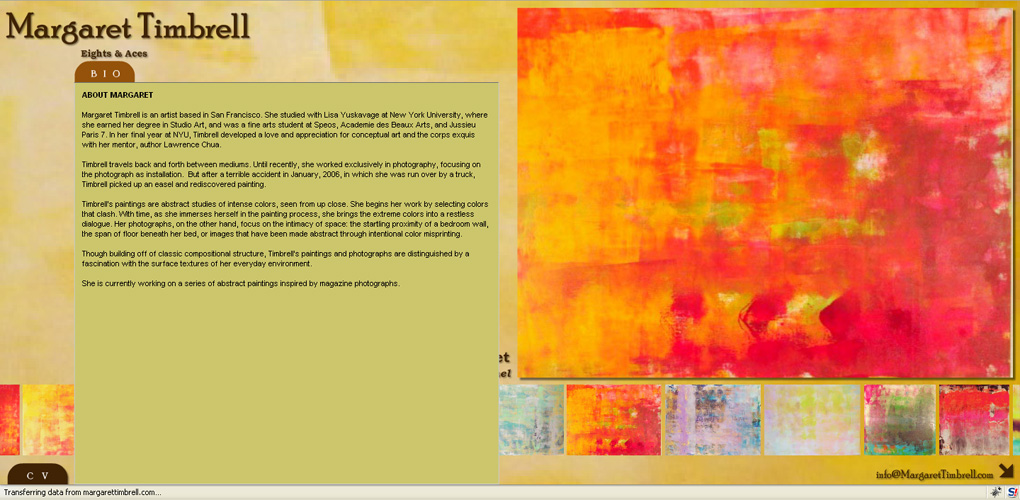 Margaret Timbrell
Eights & Aces
BIO
ABOUT MARGARET
Margaret Timbrell is an artist based in San Francisco. She studied with Lisa Yuskavage at New York University, where
she earned her degree in Studio Art, and was a fine arts student at Speos, Academie des Beaux Arts, and Jussieu
Paris 7. In her final year at NYU, Timbrell developed a love and appreciation for conceptual art and the corps exquis
with her mentor, author Lawrence Chua.
Timbrell travels back and forth between mediums. Until recently, she worked exclusively in photography, focusing on
the photograph as installation. But after a terrible accident in January, 2006, in which she was run over by a truck,
Timbrell picked up an easel and rediscovered painting.
Timbrell's paintings are abstract studies of intense colors, seen from up close. She begins her work by selecting colors
that clash. With time, as she immerses herself in the painting process, she brings the extreme colors into a restless
dialogue. Her photographs, on the other hand, focus on the intimacy of space: the startling proximity of a bedroom wall,
the span of floor beneath her bed, or images that have been made abstract through intentional color misprinting.
Though building off of classic compositional structure, Timbrell's paintings and photographs are distinguished by a
fascination with the surface textures of her everyday environment.
She is currently working on a series of abstract paintings inspired by magazine photographs.
et
el
CV
info@MargaretTimbrell.com
Transferring data from margarettimbrell.com...